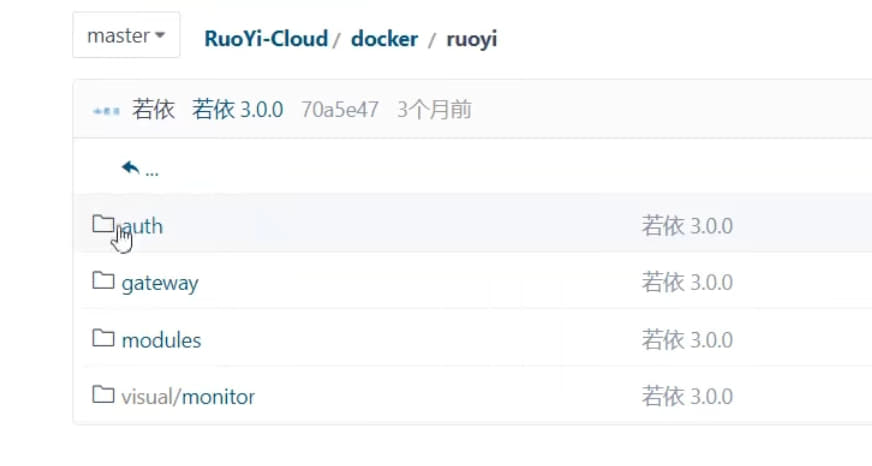 master RuoYi-Cloud / docker / ruoyi
若依 若依 3.0.0 70a5e47 3个月前
...
auth 若依 3.0.0
gateway 若依 3.0.0
modules 若依 3.0.0
visual/monitor 若依 3.0.0